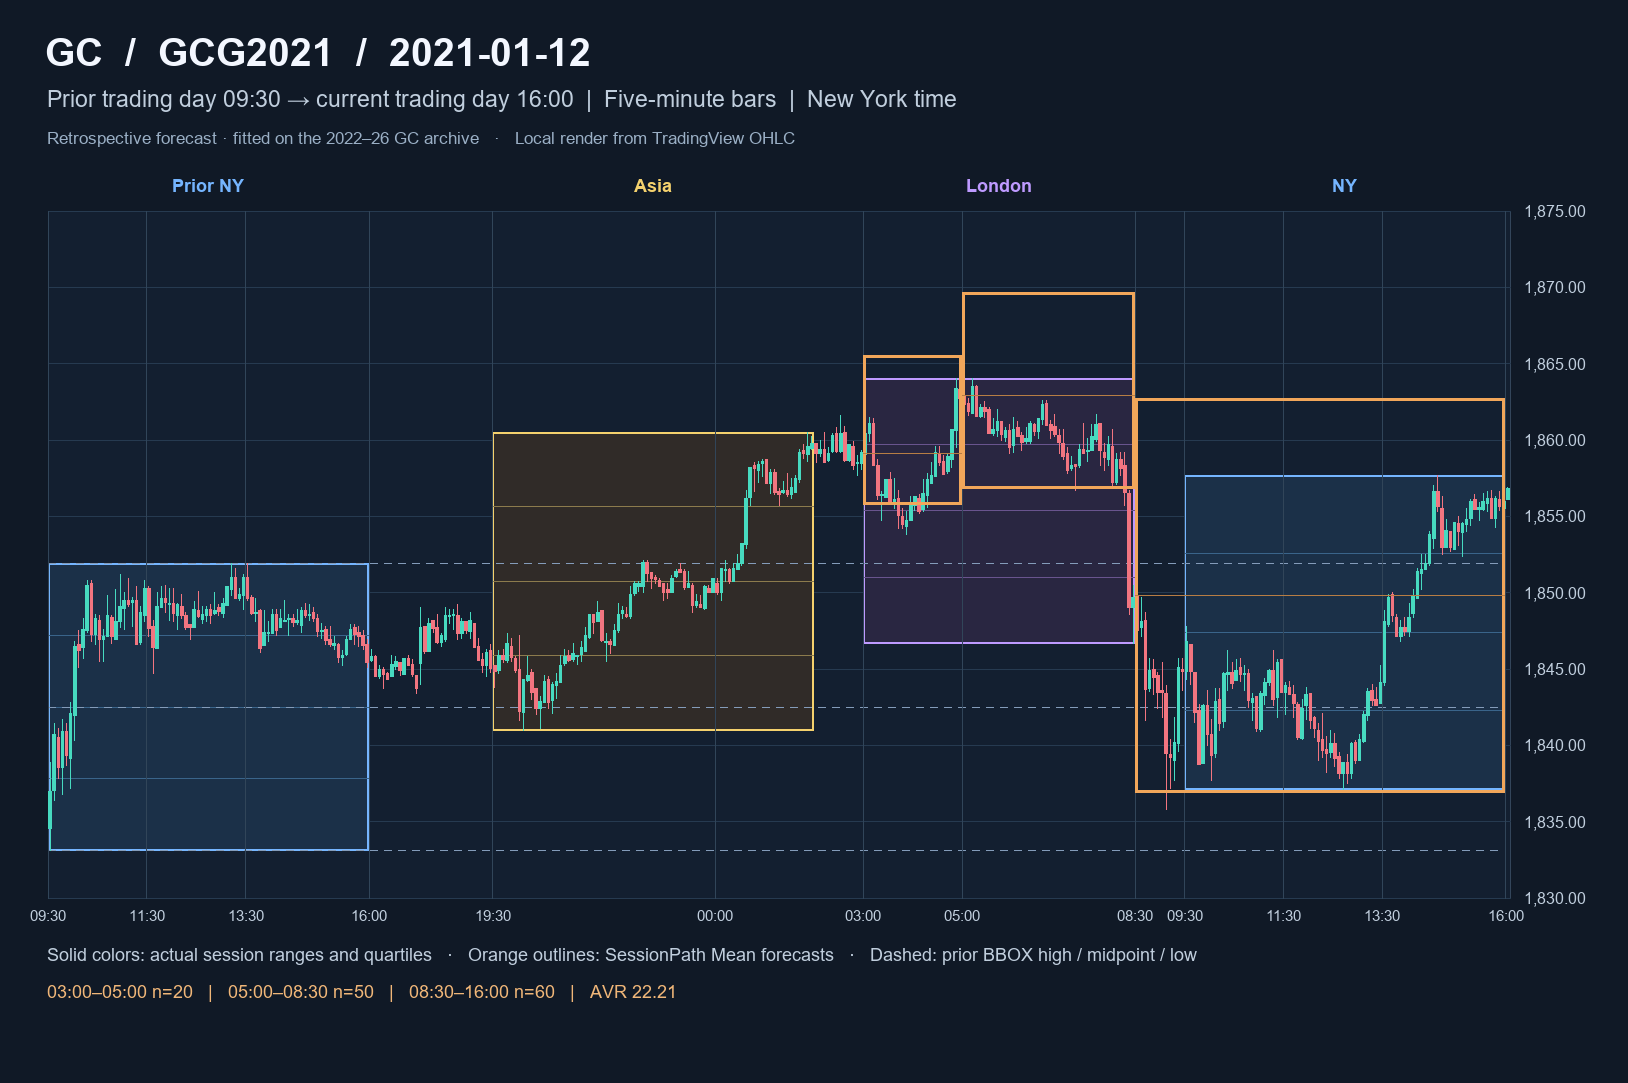 GC / GCG2021 / 2021-01-12
Prior trading day 09:30 → current trading day 16:00 | Five-minute bars | New York time
Retrospective forecast · fitted on the 2022–26 GC archive · Local render from TradingView OHLC
Prior NY Asia London NY
1,875.00
1,870.00
1,865.00
1,860.00
1,855.00
1,850.00
1,845.00
1,840.00
1,835.00
1,830.00
09:30 11:30 13:30 16:00 19:30 00:00 03:00 05:00 08:30 09:30 11:30 13:30 16:00
Solid colors: actual session ranges and quartiles · Orange outlines: SessionPath Mean forecasts · Dashed: prior BBOX high / midpoint / low
03:00–05:00 n=20 | 05:00–08:30 n=50 | 08:30–16:00 n=60 | AVR 22.21